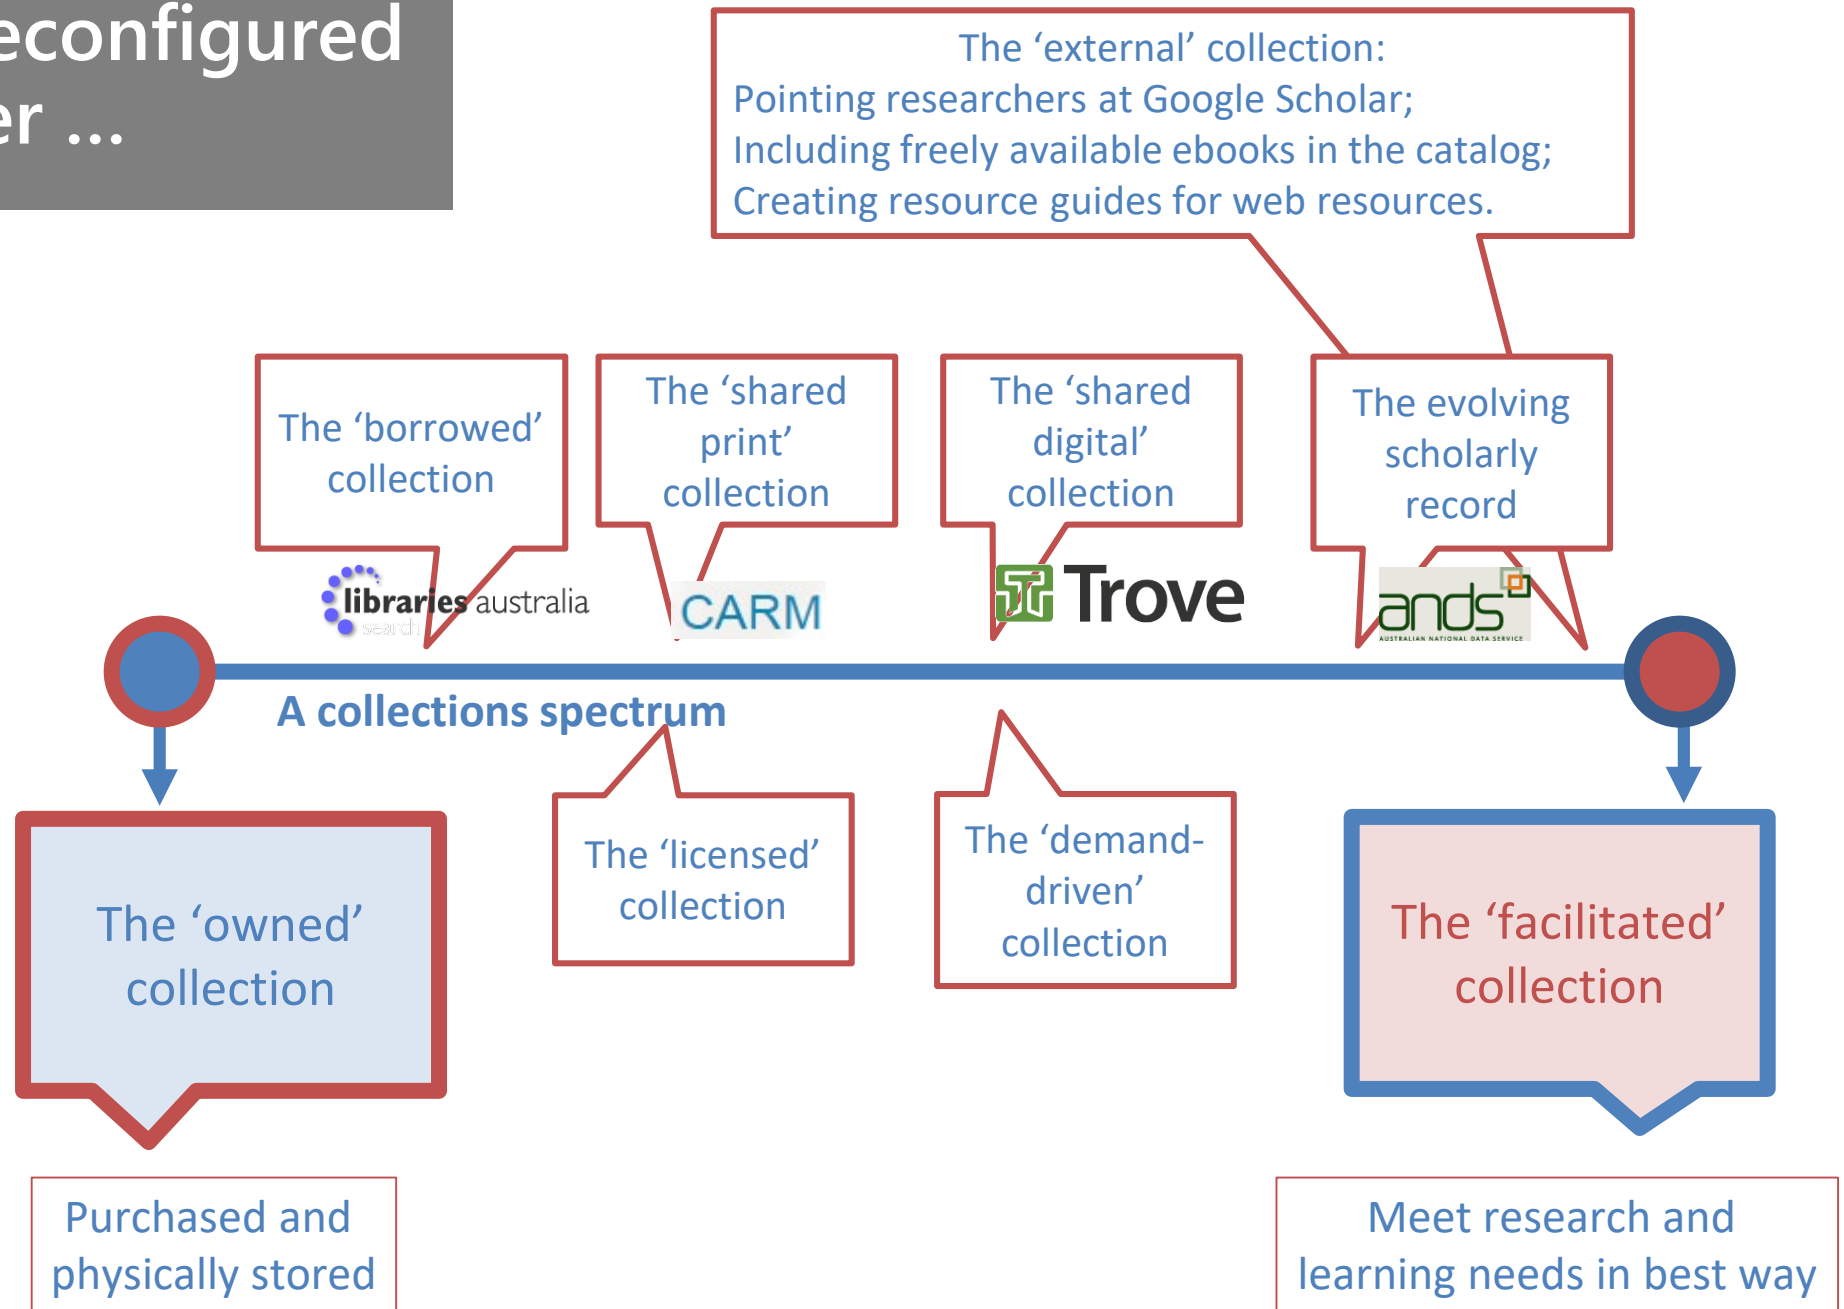 econfigured
er ...
The ‘external’ collection:
Pointing researchers at Google Scholar;
Including freely available ebooks in the catalog;
Creating resource guides for web resources.
The ‘borrowed’
collection
The ‘shared
print’
collection
The ‘shared
digital’
collection
The evolving
scholarly
record
libraries australia
search
CARM
Trove
ands
AUSTRALIAN NATIONAL DATA SERVICE
A collections spectrum
The ‘licensed’
collection
The ‘demand-
driven’
collection
The ‘owned’
collection
The ‘facilitated’
collection
Purchased and
physically stored
Meet research and
learning needs in best way